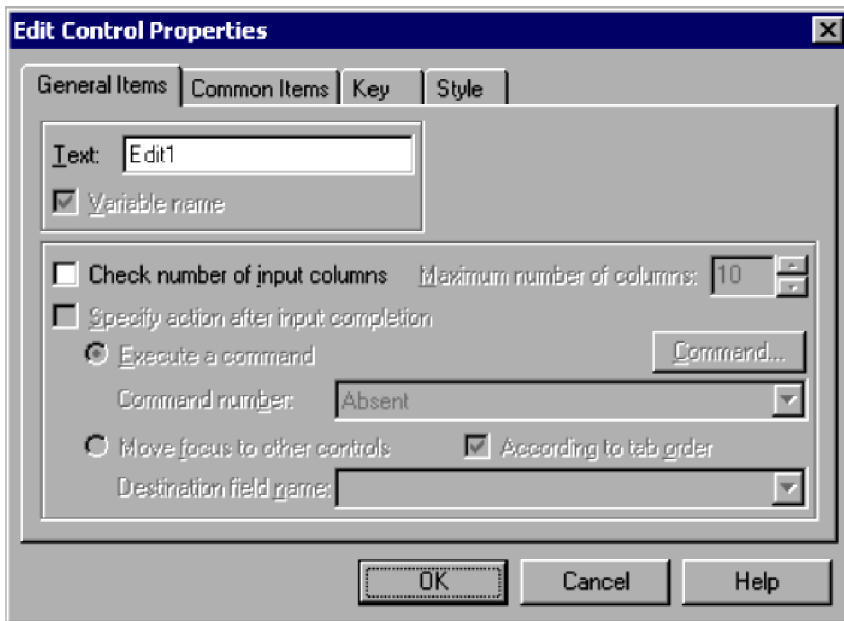 Edit Control Properties
General Items Common Items Key Style
Text: Edit1
Variable name
Check number of input columns Maximum number of columns: 10
Specify action after input completion
Execute a command Command...
Command number: Absent
Move focus to other controls According to tab order
Destination field name:
OK Cancel Help